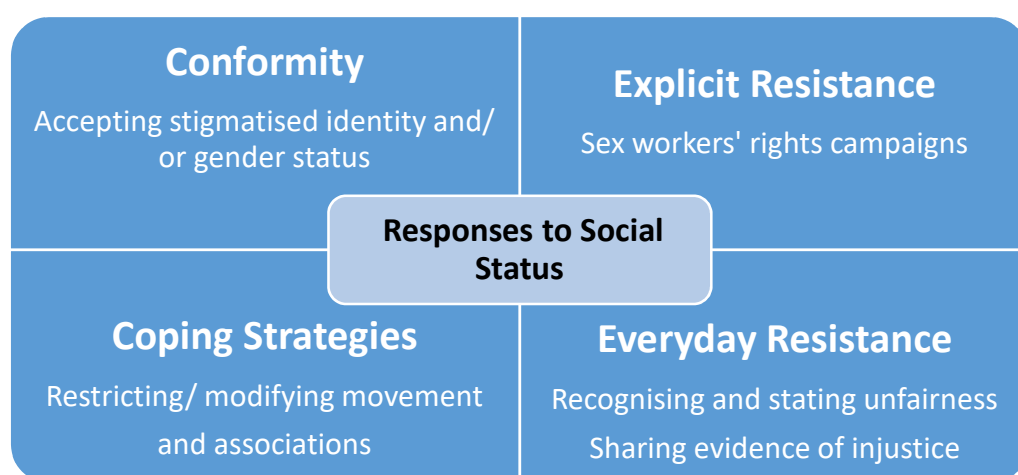 Conformity
Accepting stigmatised identity and/
or gender status
Explicit Resistance
Sex workers' rights campaigns
Responses to Social
Status
Coping Strategies
Restricting/ modifying movement
and associations
Everyday Resistance
Recognising and stating unfairness
Sharing evidence of injustice